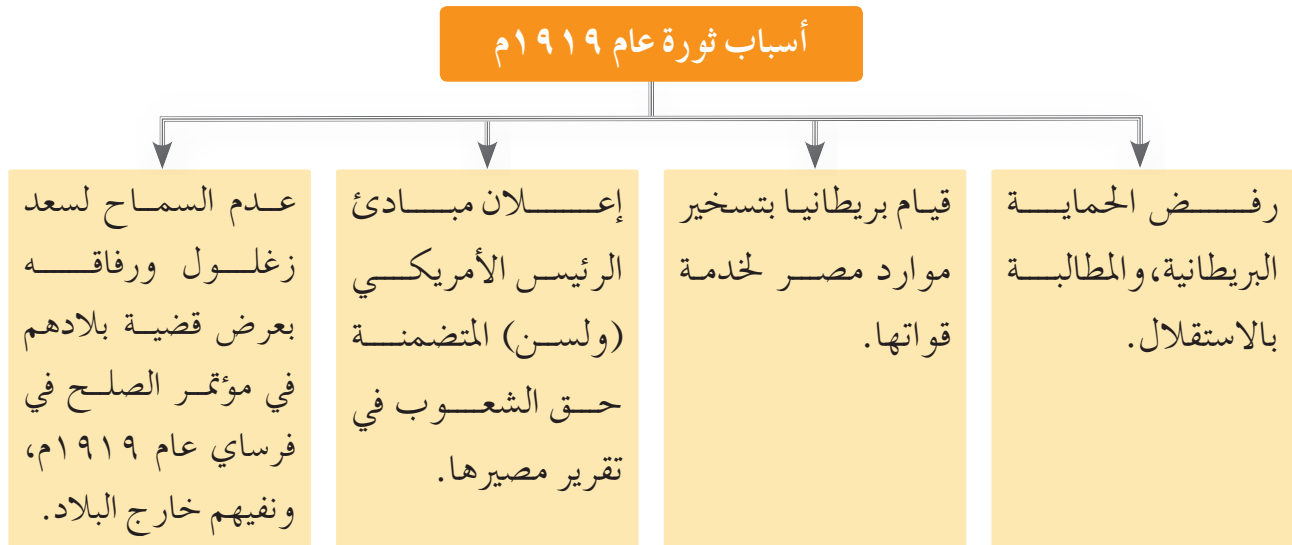 أسباب ثورة عام ١٩١٩م
رفض الحماية
البريطانية، والمطالبة
بالاستقلال.
قيام بريطانيا بتسخير
موارد مصر لخدمة
قواتها.
إعلان مبادئ
الرئيس الأمريكي
(ولسن) المتضمنة
حق الشعوب في
تقرير مصيرها.
عدم السماح لسعد
زغلول ورفاقه
بعرض قضية بلادهم
في مؤتمر الصلح في
فرساي عام ١٩١٩م،
ونفيهم خارج البلاد.